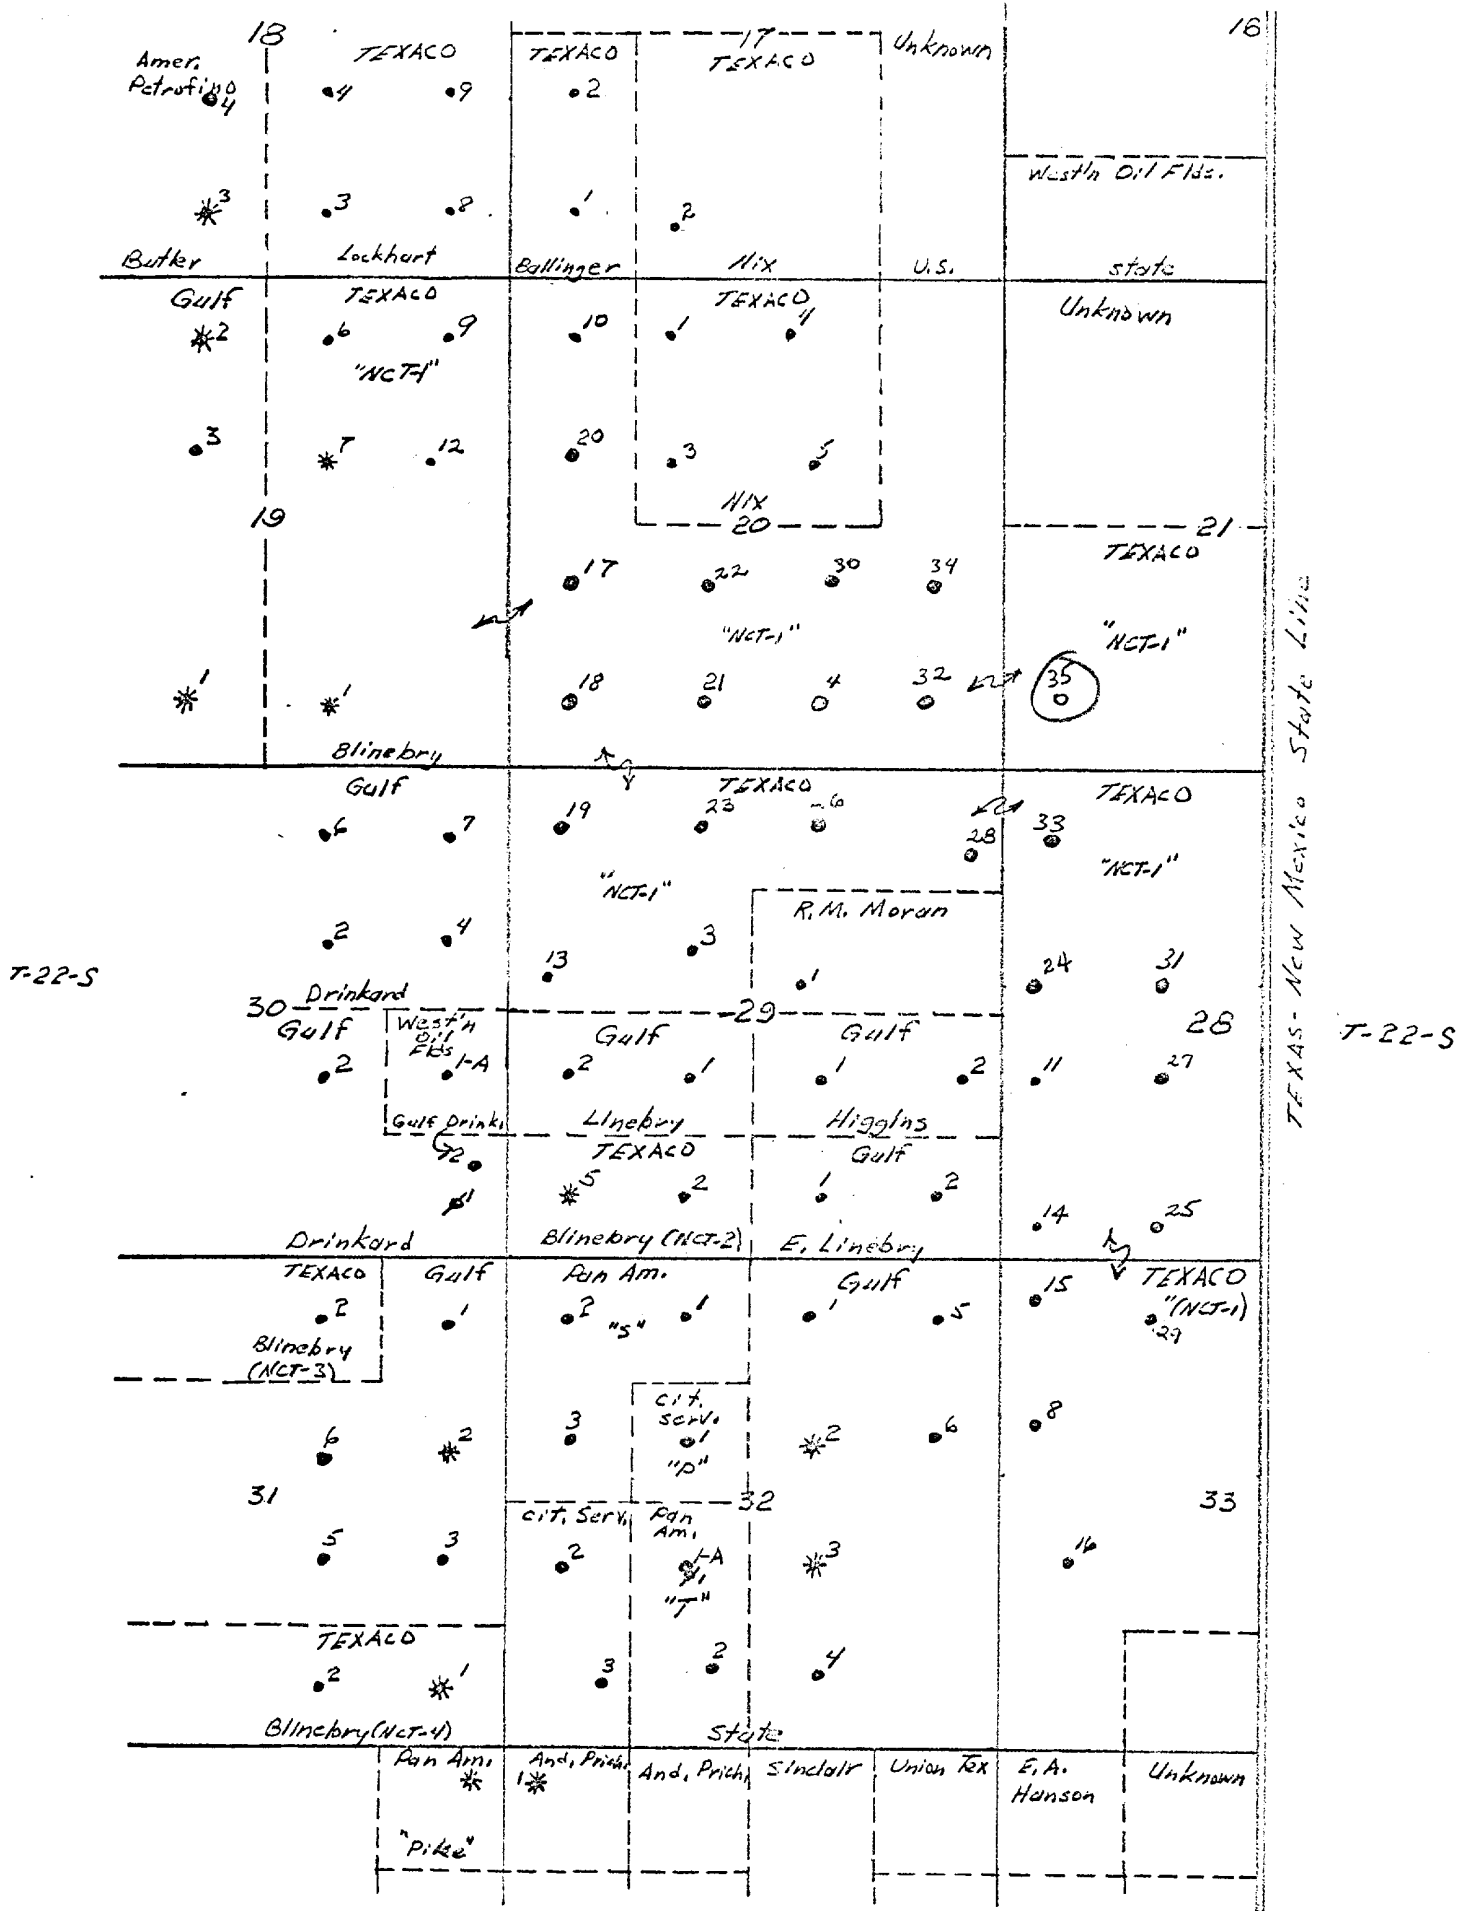 18 17 16
Amer. TEXACO TEXACO TEXACO Unknown
Petrofina
4 4 9 2
West'n Oil Flds.
3 3 8 1 2
Butler Lockhart Ballinger Nix U.S. State
Gulf TEXACO TEXACO Unknown
2 6 9 10 1 4
"NCT-1"
3 7 12 20 3 5
Nix
19 20 21
TEXACO
17 22 30 34
"NCT-1" "NCT-1"
1 1 18 21 4 32 35
Blinebry
Gulf TEXACO TEXACO
6 7 19 23 6 28 33
"NCT-1" "NCT-1"
R.M. Moran
2 4 13 3 1 24 31
T-22-S
Drinkard
30 29 28
T-22-S
Gulf West'n Gulf Gulf
Oil
Flds
2 1-A 2 1 1 2 11 27
Gulf Drink. Linebry Higgins
TEXACO Gulf
2
1 5 2 1 2 14 25
Drinkard Blinebry (NCT-2) E. Linebry
TEXACO Gulf Pan Am. Gulf TEXACO
2 1 2 "S" 1 1 5 15 "(NCT-1)
29
Blinebry
(NCT-3)
Cit.
Serv.
6 2 3 1 2 6 8
"P"
31 32 33
Cit. Serv. Pan
Am.
5 3 2 1-A 3 16
1
"T"
TEXACO
2 1 3 2 4
Blinebry (NCT-4) State
Pan Am. And. Prich. And. Prich. Sinclair Union Tex E.A. Unknown
1 Hanson
"Pike"
TEXAS - New Mexico State Line